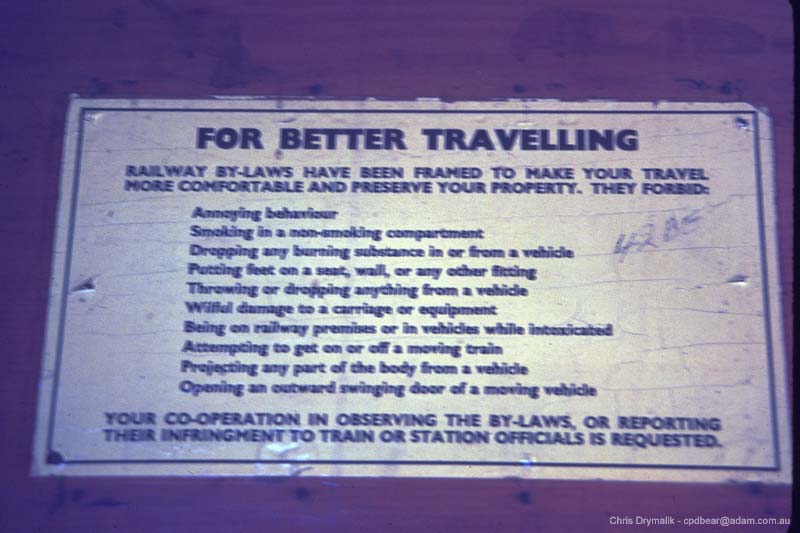 FOR BETTER TRAVELLING
RAILWAY BY-LAWS HAVE BEEN FRAMED TO MAKE YOUR TRAVEL
MORE COMFORTABLE AND PRESERVE YOUR PROPERTY. THEY FORBID:
Annoying behaviour
Smoking in a non-smoking compartment
Dropping any burning substance in or from a vehicle
Putting feet on a seat, wall, or any other fitting
Throwing or dropping anything from a vehicle
Wilful damage to a carriage or equipment
Being on railway premises or in vehicles while intoxicated
Attempting to get on or off a moving train
Projecting any part of the body from a vehicle
Opening an outward swinging door of a moving vehicle
YOUR CO-OPERATION IN OBSERVING THE BY-LAWS, OR REPORTING
THEIR INFRINGMENT TO TRAIN OR STATION OFFICIALS IS REQUESTED.
Chris Drymalik - cpdbear@adam.com.au